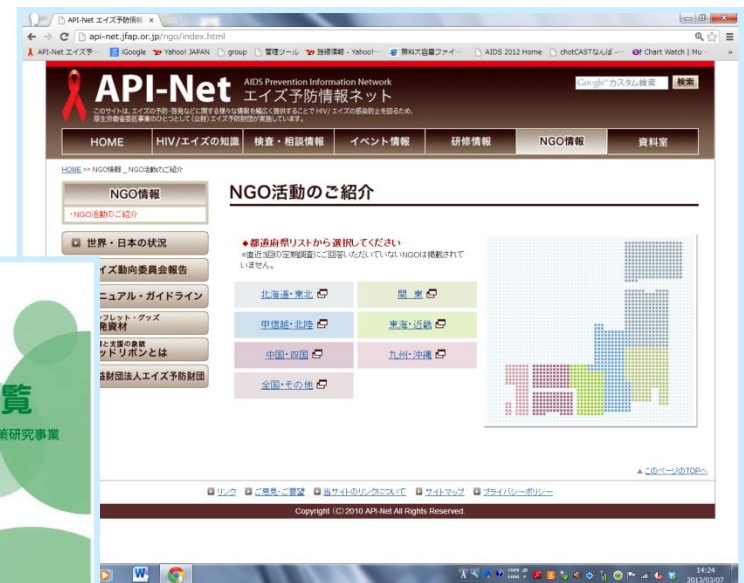 API-Net エイズ予防情報 ×
api-net.jfap.or.jp/ngo/index.html
API-Net エイズ予… iGoogle Yahoo! JAPAN group 管理ツール 路線情報 - Yahoo!… 無料大容量ファイ… AIDS 2012 Home chotCASTなんば -… Chart Watch | Mu… »
API-Net
AIDS Prevention Information Network
エイズ予防情報ネット
このサイトは、エイズの予防・啓発などに関する様々な情報を幅広く提供することでHIV/エイズの感染防止を図るため、
厚生労働省委託事業のひとつとして(公財)エイズ予防財団が実施しています。
Google カスタム検索 検索
HOME HIV/エイズの知識 検査・相談情報 イベント情報 研修情報 NGO情報 資料室
HOME >> NGO情報 _ NGO活動のご紹介
NGO情報
・NGO活動のご紹介
世界・日本の状況
イズ動向委員会報告
ニュアル・ガイドライン
フレット・グッズ
発資材
と支援の象徴
ッドリボンとは
益財団法人エイズ予防財団
NGO活動のご紹介
◆都道府県リストから選択してください
※直近3回の定期調査にご回答いただいていないNGOは掲載されて
いません。
北海道・東北 関 東
甲信越・北陸 東海・近畿
中国・四国 九州・沖縄
全国・その他
覧
策研究事業
▲このページのTOPへ
リンク ご意見・ご要望 当サイトのリンクについて サイトマップ プライバシーポリシー
Copyright (C)2010 API-Net All Rights Reserved.
14:24
2013/03/07